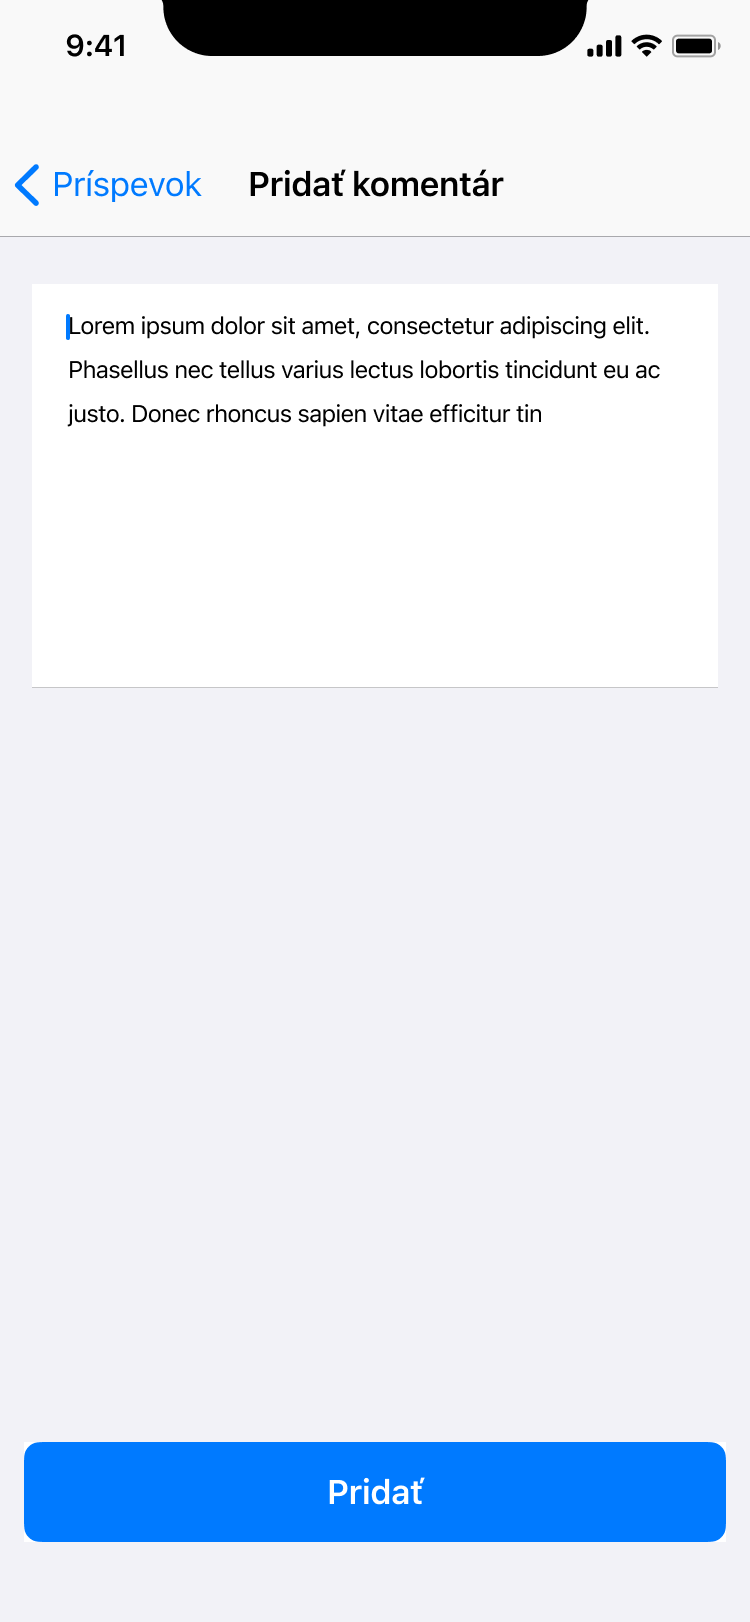 9:41
Príspevok
Pridať komentár
Lorem ipsum dolor sit amet, consectetur adipiscing elit.
Phasellus nec tellus varius lectus lobortis tincidunt eu ac
justo. Donec rhoncus sapien vitae efficitur tin
Pridať